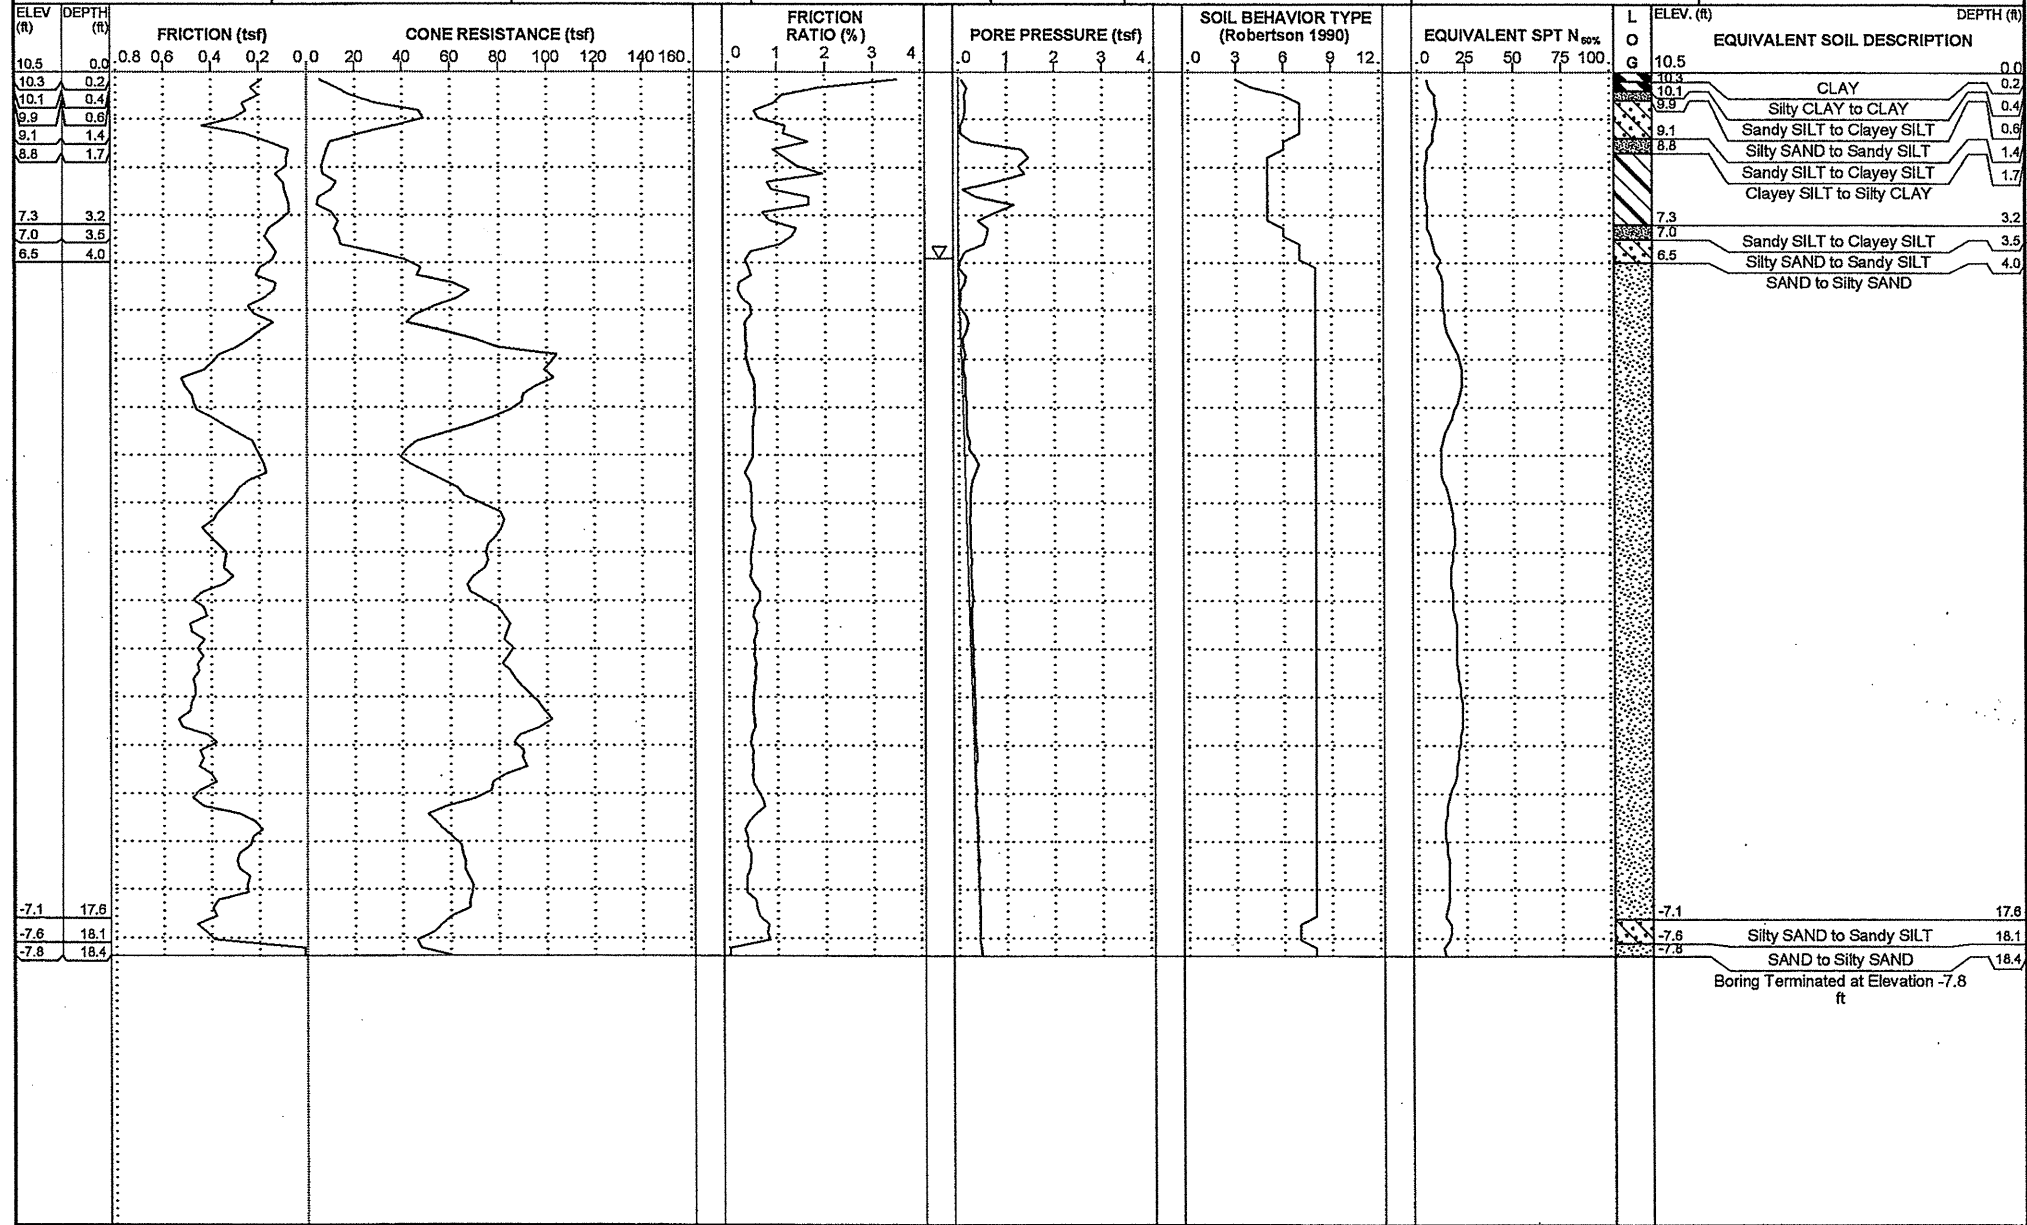 ELEV DEPTH
(ft) (ft)
FRICTION (tsf)
CONE RESISTANCE (tsf)
FRICTION
RATIO (%)
PORE PRESSURE (tsf)
SOIL BEHAVIOR TYPE
(Robertson 1990)
EQUIVALENT SPT N 60%
L
O
G
ELEV. (ft) DEPTH (ft)
EQUIVALENT SOIL DESCRIPTION
0.8 0.6 0.4 0.2 0
0 20 40 60 80 100 120 140 160
0 1 2 3 4
0 1 2 3 4
0 3 6 9 12
0 25 50 75 100
10.5 0.0
10.3 0.2
10.1 0.4
9.9 0.6
9.1 1.4
8.8 1.7
7.3 3.2
7.0 3.5
6.5 4.0
-7.1 17.6
-7.6 18.1
-7.8 18.4
10.5 0.0
10.3 CLAY 0.2
10.1 Silty CLAY to CLAY 0.4
9.9 Sandy SILT to Clayey SILT 0.6
9.1 Silty SAND to Sandy SILT 1.4
8.8 Sandy SILT to Clayey SILT 1.7
Clayey SILT to Silty CLAY
7.3 3.2
7.0 Sandy SILT to Clayey SILT 3.5
6.5 Silty SAND to Sandy SILT 4.0
SAND to Silty SAND
-7.1 17.6
-7.6 Silty SAND to Sandy SILT 18.1
-7.8 SAND to Silty SAND 18.4
Boring Terminated at Elevation -7.8
ft